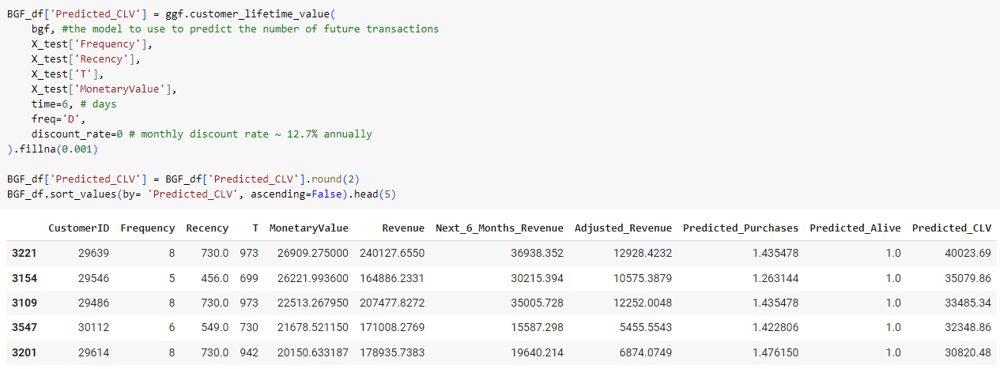 BGF_df['Predicted_CLV'] = ggf.customer_lifetime_value(
    bgf, #the model to use to predict the number of future transactions
    X_test['Frequency'],
    X_test['Recency'],
    X_test['T'],
    X_test['MonetaryValue'],
    time=6, # days
    freq='D',
    discount_rate=0 # monthly discount rate ~ 12.7% annually
).fillna(0.001)

BGF_df['Predicted_CLV'] = BGF_df['Predicted_CLV'].round(2)
BGF_df.sort_values(by= 'Predicted_CLV', ascending=False).head(5)
CustomerID Frequency Recency T MonetaryValue Revenue Next_6_Months_Revenue Adjusted_Revenue Predicted_Purchases Predicted_Alive Predicted_CLV
3221 29639 8 730.0 973 26909.275000 240127.6550 36938.352 12928.4232 1.435478 1.0 40023.69
3154 29546 5 456.0 699 26221.993600 164886.2331 30215.394 10575.3879 1.263144 1.0 35079.86
3109 29486 8 730.0 973 22513.267950 207477.8272 35005.728 12252.0048 1.435478 1.0 33485.34
3547 30112 6 549.0 730 21678.521150 171008.2769 15587.298 5455.5543 1.422806 1.0 32348.86
3201 29614 8 730.0 942 20150.633187 178935.7383 19640.214 6874.0749 1.476150 1.0 30820.48